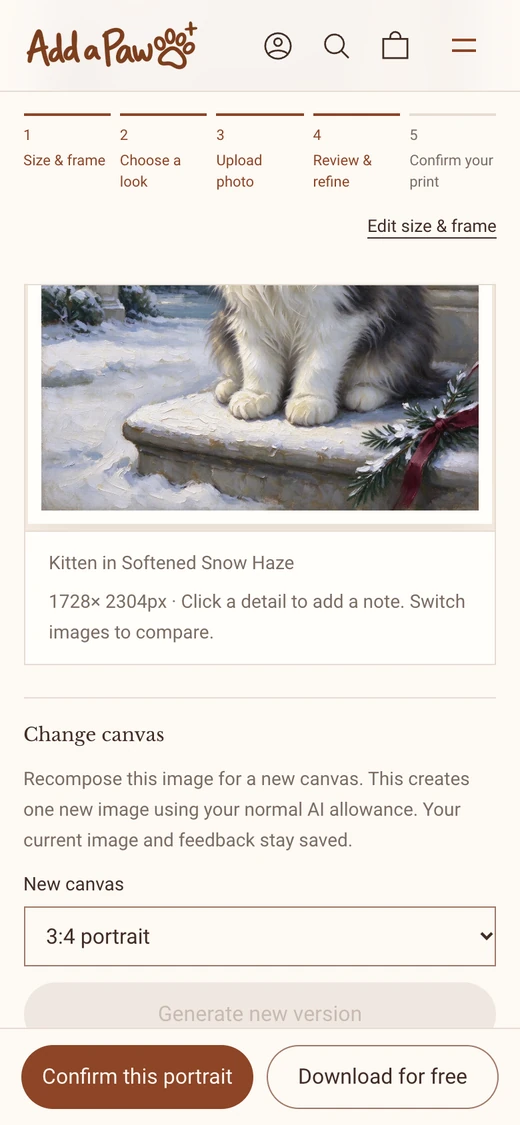 Add a Paw
1
2
3
4
5
Size & frame
Choose a look
Upload photo
Review & refine
Confirm your print
Edit size & frame
Kitten in Softened Snow Haze
1728× 2304px · Click a detail to add a note. Switch
images to compare.
Change canvas
Recompose this image for a new canvas. This creates
one new image using your normal AI allowance. Your
current image and feedback stay saved.
New canvas
3:4 portrait
Generate new version
Confirm this portrait
Download for free